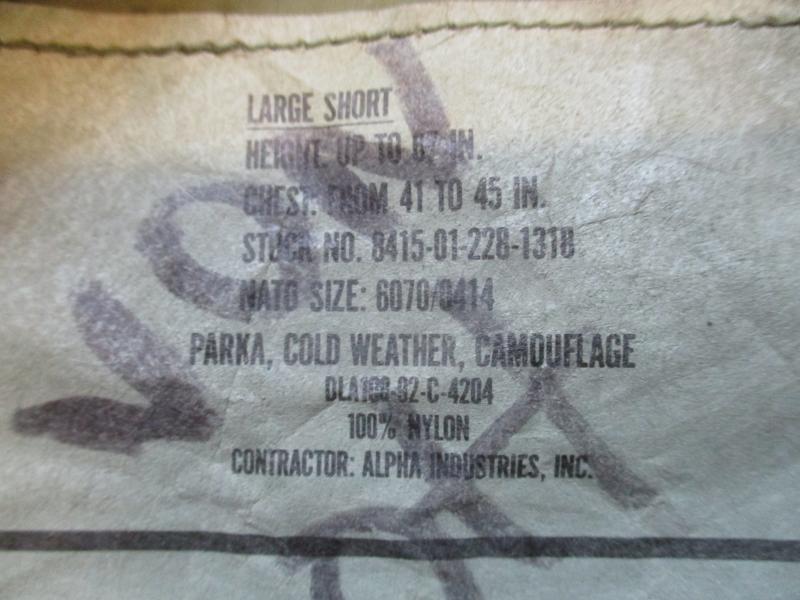 LARGE SHORT
HEIGHT: UP TO 67 IN.
CHEST: FROM 41 TO 45 IN.
STOCK NO. 8415-01-228-1318
NATO SIZE: 6070/0414
PARKA, COLD WEATHER, CAMOUFLAGE
DLA100-82-C-4204
100% NYLON
CONTRACTOR: ALPHA INDUSTRIES, INC.